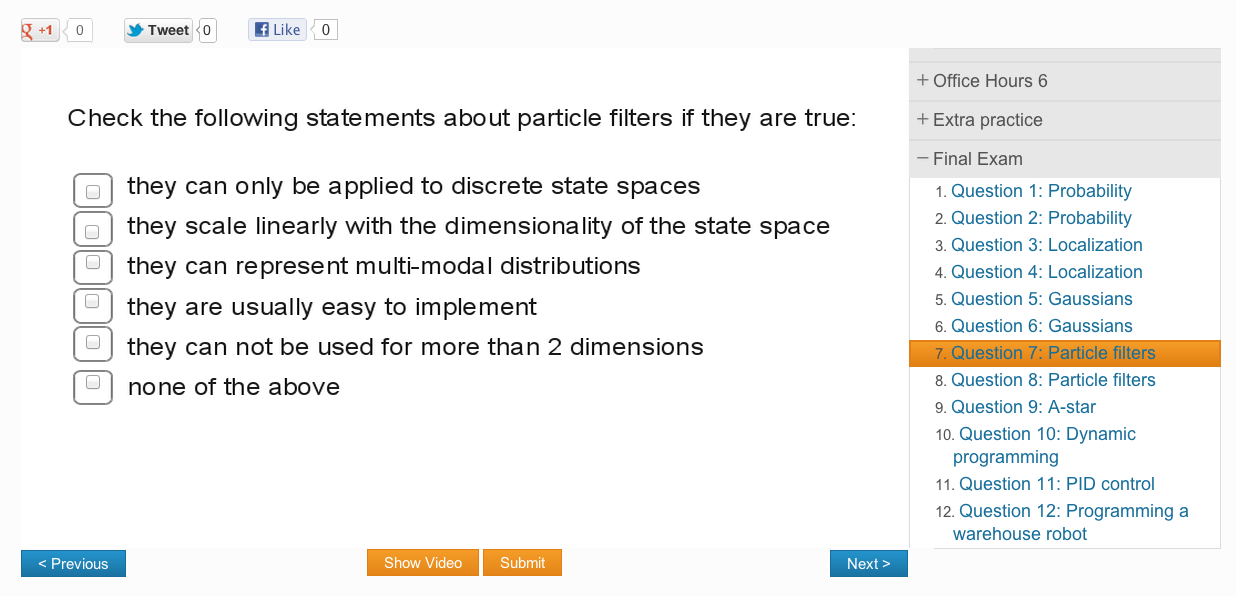 +1 0 Tweet 0 Like 0
Check the following statements about particle filters if they are true:
they can only be applied to discrete state spaces
they scale linearly with the dimensionality of the state space
they can represent multi-modal distributions
they are usually easy to implement
they can not be used for more than 2 dimensions
none of the above
< Previous
Show Video
Submit
Next >
+ Office Hours 6
+ Extra practice
− Final Exam
1. Question 1: Probability
2. Question 2: Probability
3. Question 3: Localization
4. Question 4: Localization
5. Question 5: Gaussians
6. Question 6: Gaussians
7. Question 7: Particle filters
8. Question 8: Particle filters
9. Question 9: A-star
10. Question 10: Dynamic
programming
11. Question 11: PID control
12. Question 12: Programming a
warehouse robot